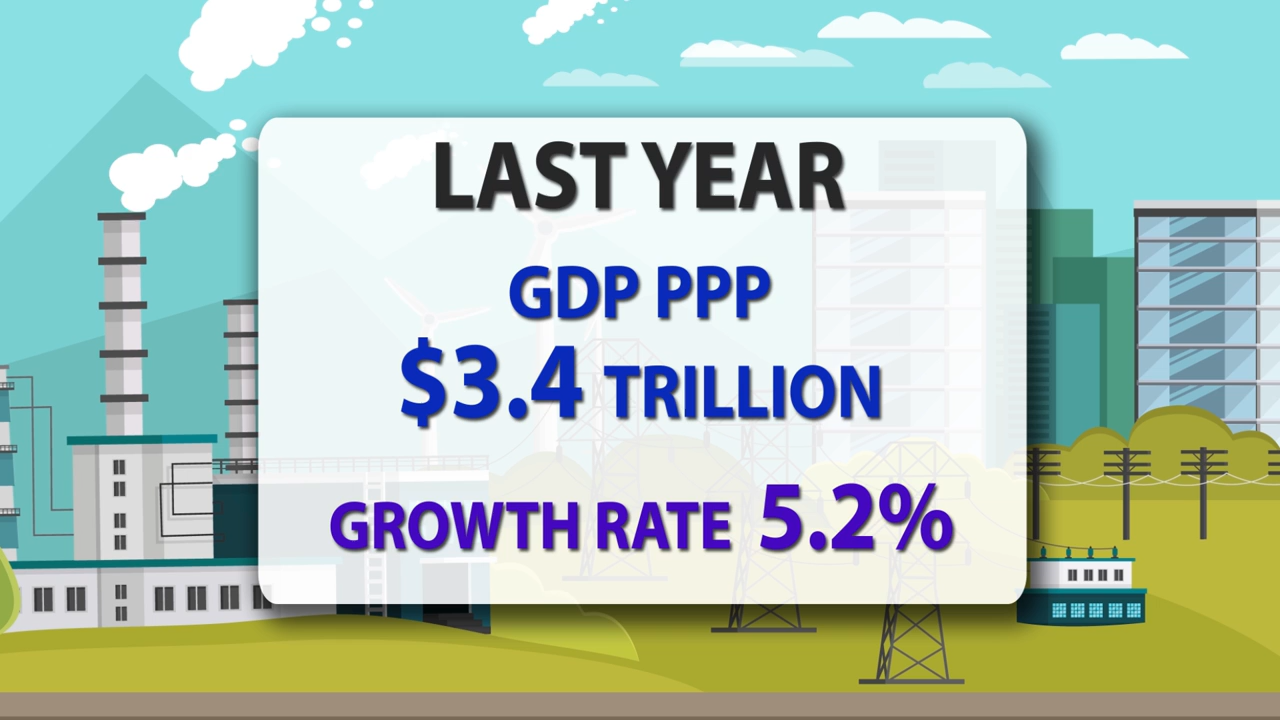 LAST YEAR
GDP PPP
$3.4 TRILLION
GROWTH RATE 5.2%